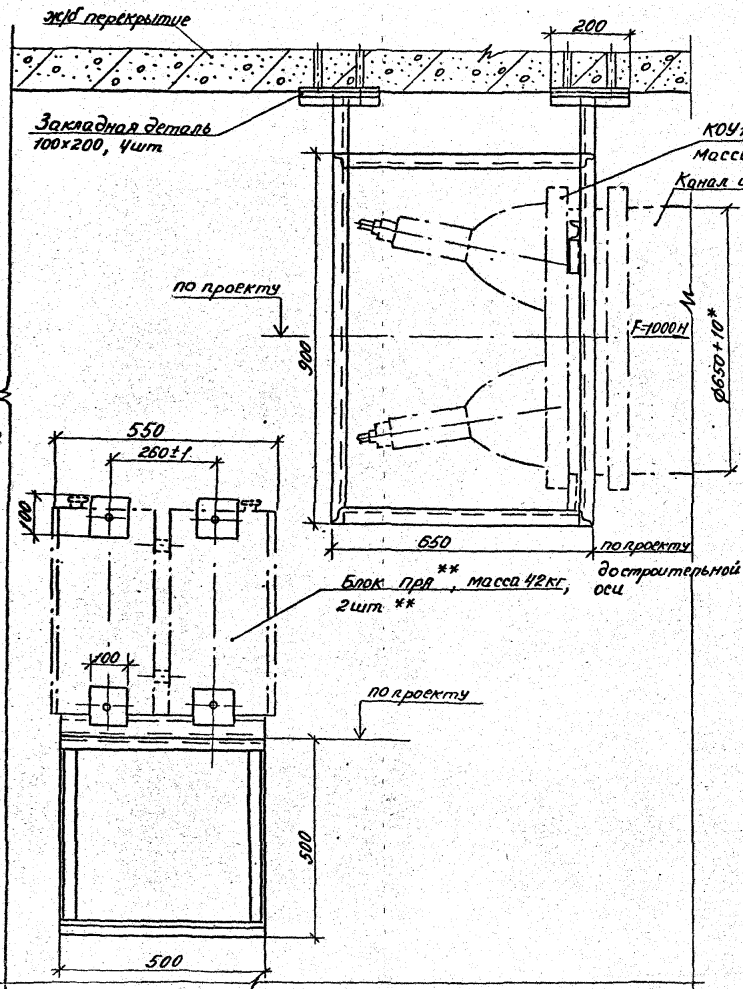 ж/б перекрытие
200
Закладная деталь
100х200, 4шт
КОУ
масс
Канал
по проекту
900
F=1000Н
Ø650+10*
550
260±1
100
650
по проекту
до строительной
оси
Блок ПРА**, масса 42кг,
2шт **
100
по проекту
500
500